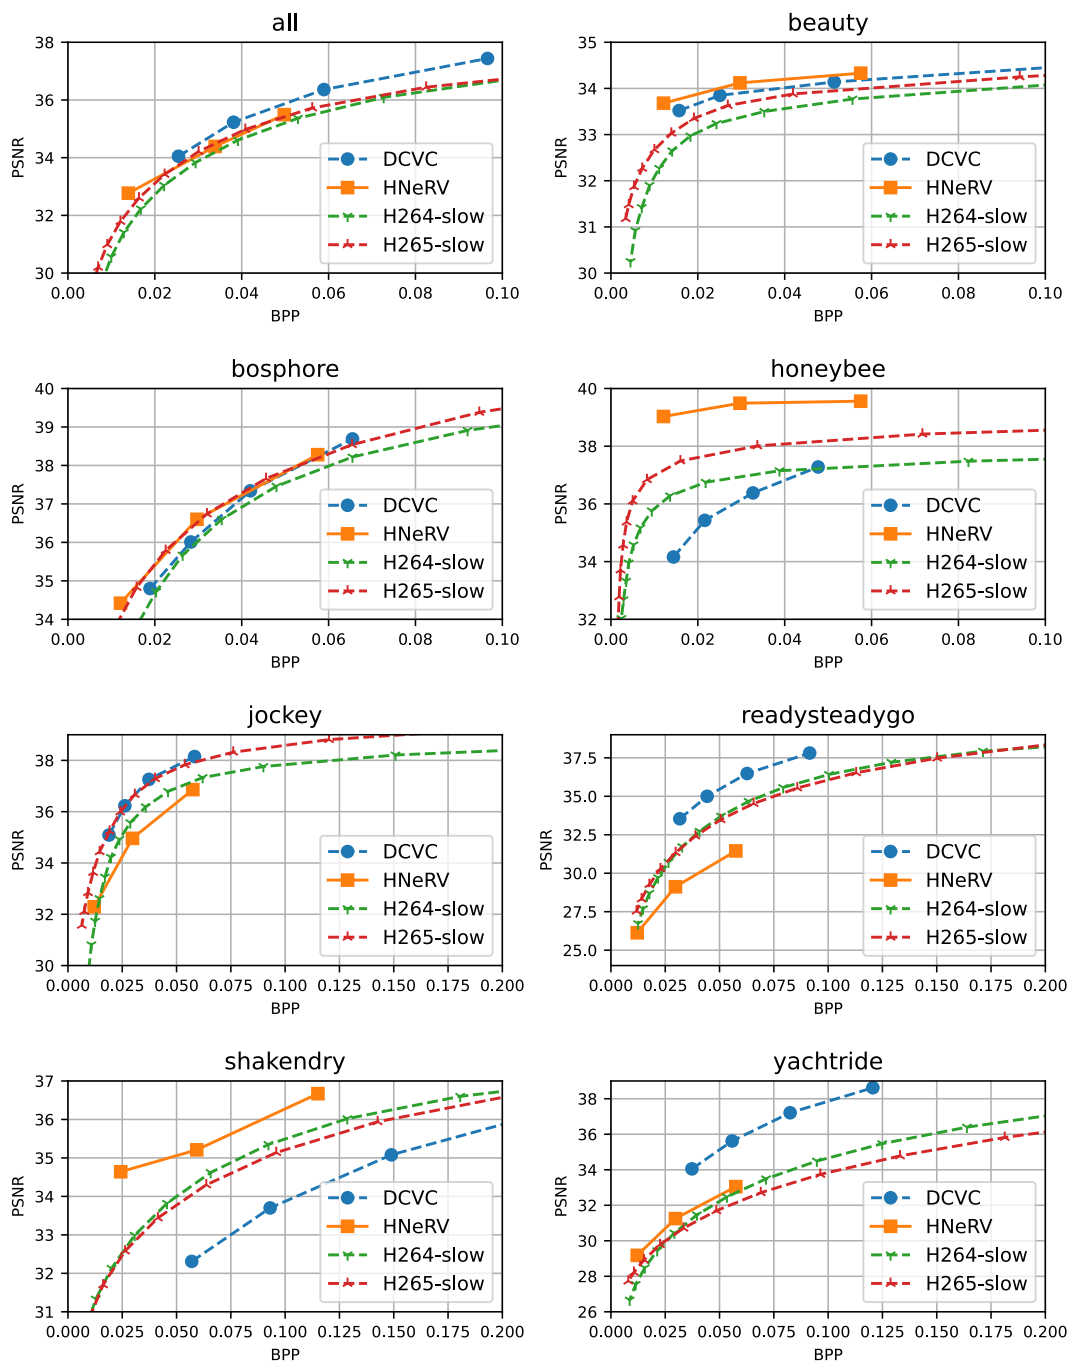 all
PSNR
38
36
34
32
30
0.00 0.02 0.04 0.06 0.08 0.10
BPP
DCVC
HNeRV
H264-slow
H265-slow
beauty
PSNR
35
34
33
32
31
30
0.00 0.02 0.04 0.06 0.08 0.10
BPP
DCVC
HNeRV
H264-slow
H265-slow
bosphore
PSNR
40
39
38
37
36
35
34
0.00 0.02 0.04 0.06 0.08 0.10
BPP
DCVC
HNeRV
H264-slow
H265-slow
honeybee
PSNR
40
38
36
34
32
0.00 0.02 0.04 0.06 0.08 0.10
BPP
DCVC
HNeRV
H264-slow
H265-slow
jockey
PSNR
38
36
34
32
30
0.000 0.025 0.050 0.075 0.100 0.125 0.150 0.175 0.200
BPP
DCVC
HNeRV
H264-slow
H265-slow
readysteadygo
PSNR
37.5
35.0
32.5
30.0
27.5
25.0
0.000 0.025 0.050 0.075 0.100 0.125 0.150 0.175 0.200
BPP
DCVC
HNeRV
H264-slow
H265-slow
shakendry
PSNR
37
36
35
34
33
32
31
0.000 0.025 0.050 0.075 0.100 0.125 0.150 0.175 0.200
BPP
DCVC
HNeRV
H264-slow
H265-slow
yachtride
PSNR
38
36
34
32
30
28
26
0.000 0.025 0.050 0.075 0.100 0.125 0.150 0.175 0.200
BPP
DCVC
HNeRV
H264-slow
H265-slow